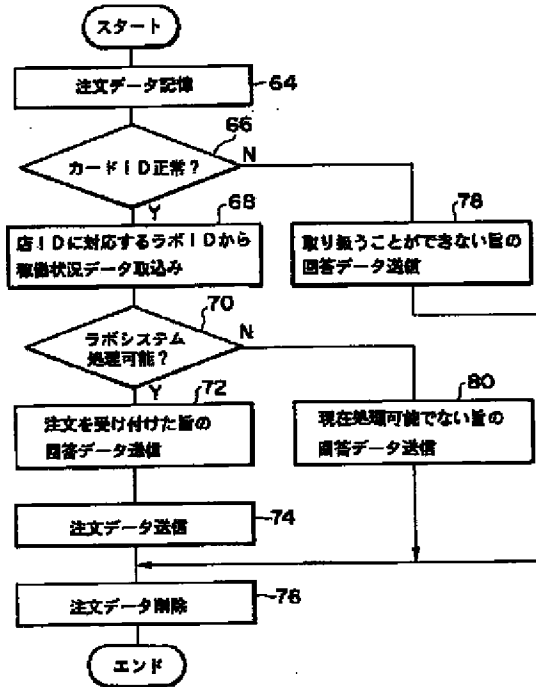 スタート
注文データ記憶
64
66
カードID正常？
N
Y
68
店IDに対応するラボIDから
稼働状況データ取込み
78
取り扱うことができない旨の
回答データ送信
70
ラボシステム
処理可能？
N
Y
72
注文を受け付けた旨の
回答データ送信
80
現在処理可能でない旨の
回答データ送信
注文データ送信
74
注文データ削除
76
エンド